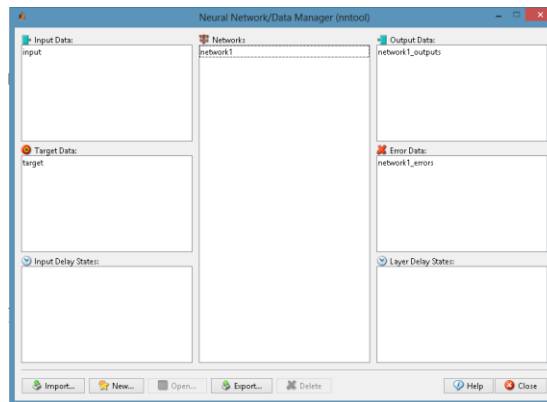 Neural Network/Data Manager (nntool)
Input Data:
input
Networks
network1
Output Data:
network1_outputs
Target Data:
target
Error Data:
network1_errors
Input Delay States:
Layer Delay States:
Import... New... Open... Export... Delete Help Close